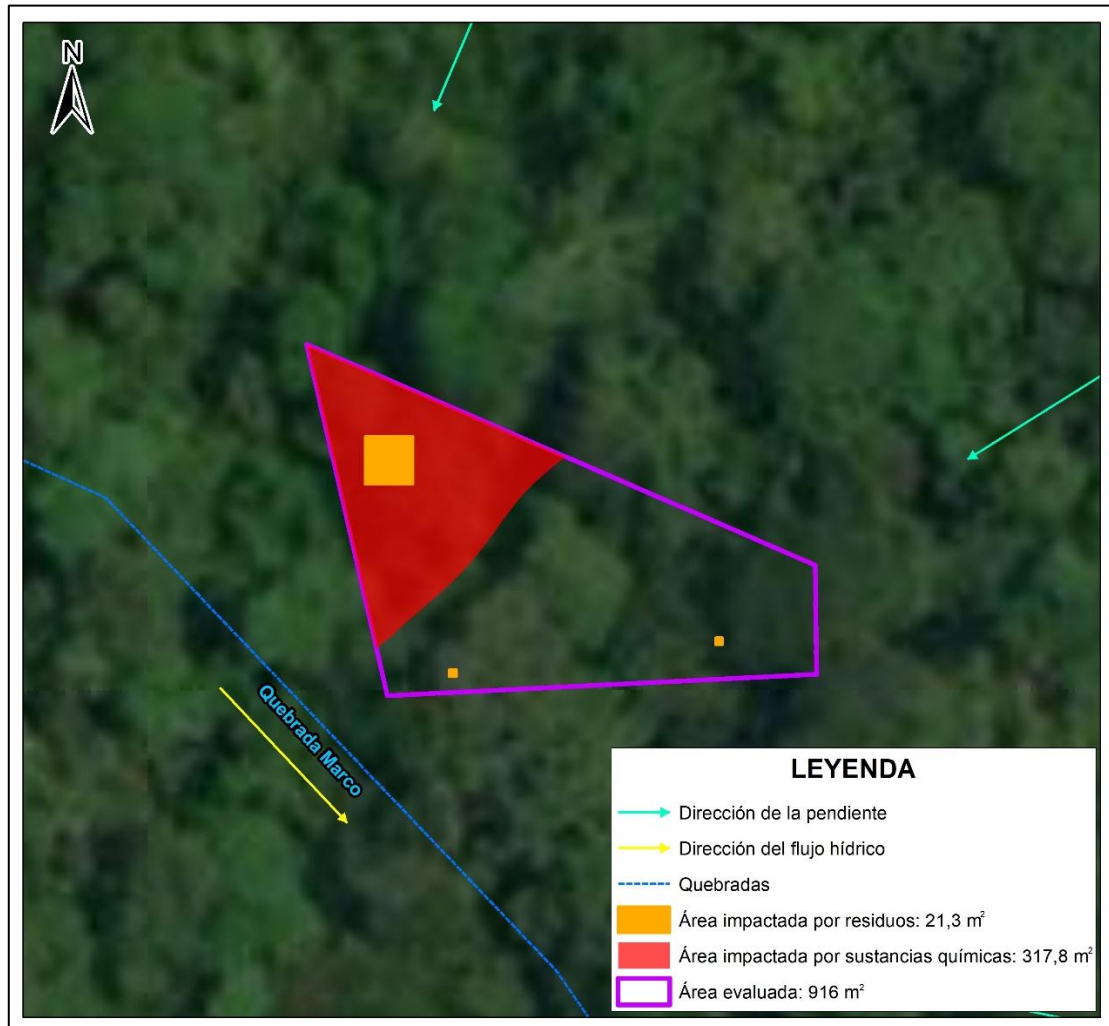 N
Quebrada Marco
LEYENDA
Dirección de la pendiente
Dirección del flujo hídrico
Quebradas
Área impactada por residuos: 21,3 m²
Área impactada por sustancias químicas: 317,8 m²
Área evaluada: 916 m²